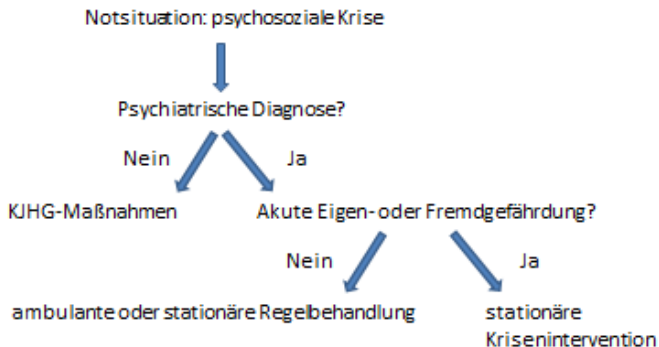 Notsituation: psychosoziale Krise
Psychiatrische Diagnose?
Nein
Ja
KJHG-Maßnahmen
Akute Eigen- oder Fremdgefährdung?
Nein
Ja
ambulante oder stationäre Regelbehandlung
stationäre
Krisenintervention